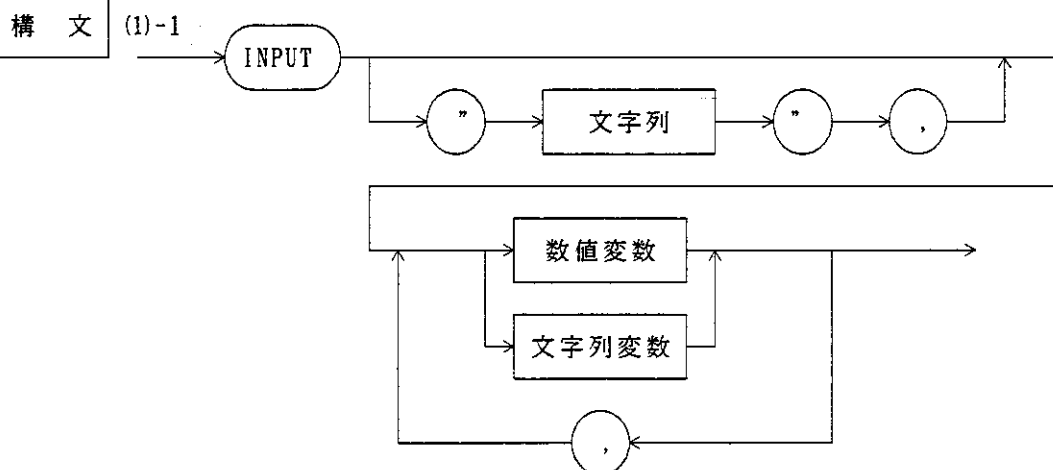 構 文 (1)-1
INPUT
" 文字列 " ,
数値変数
文字列変数
,